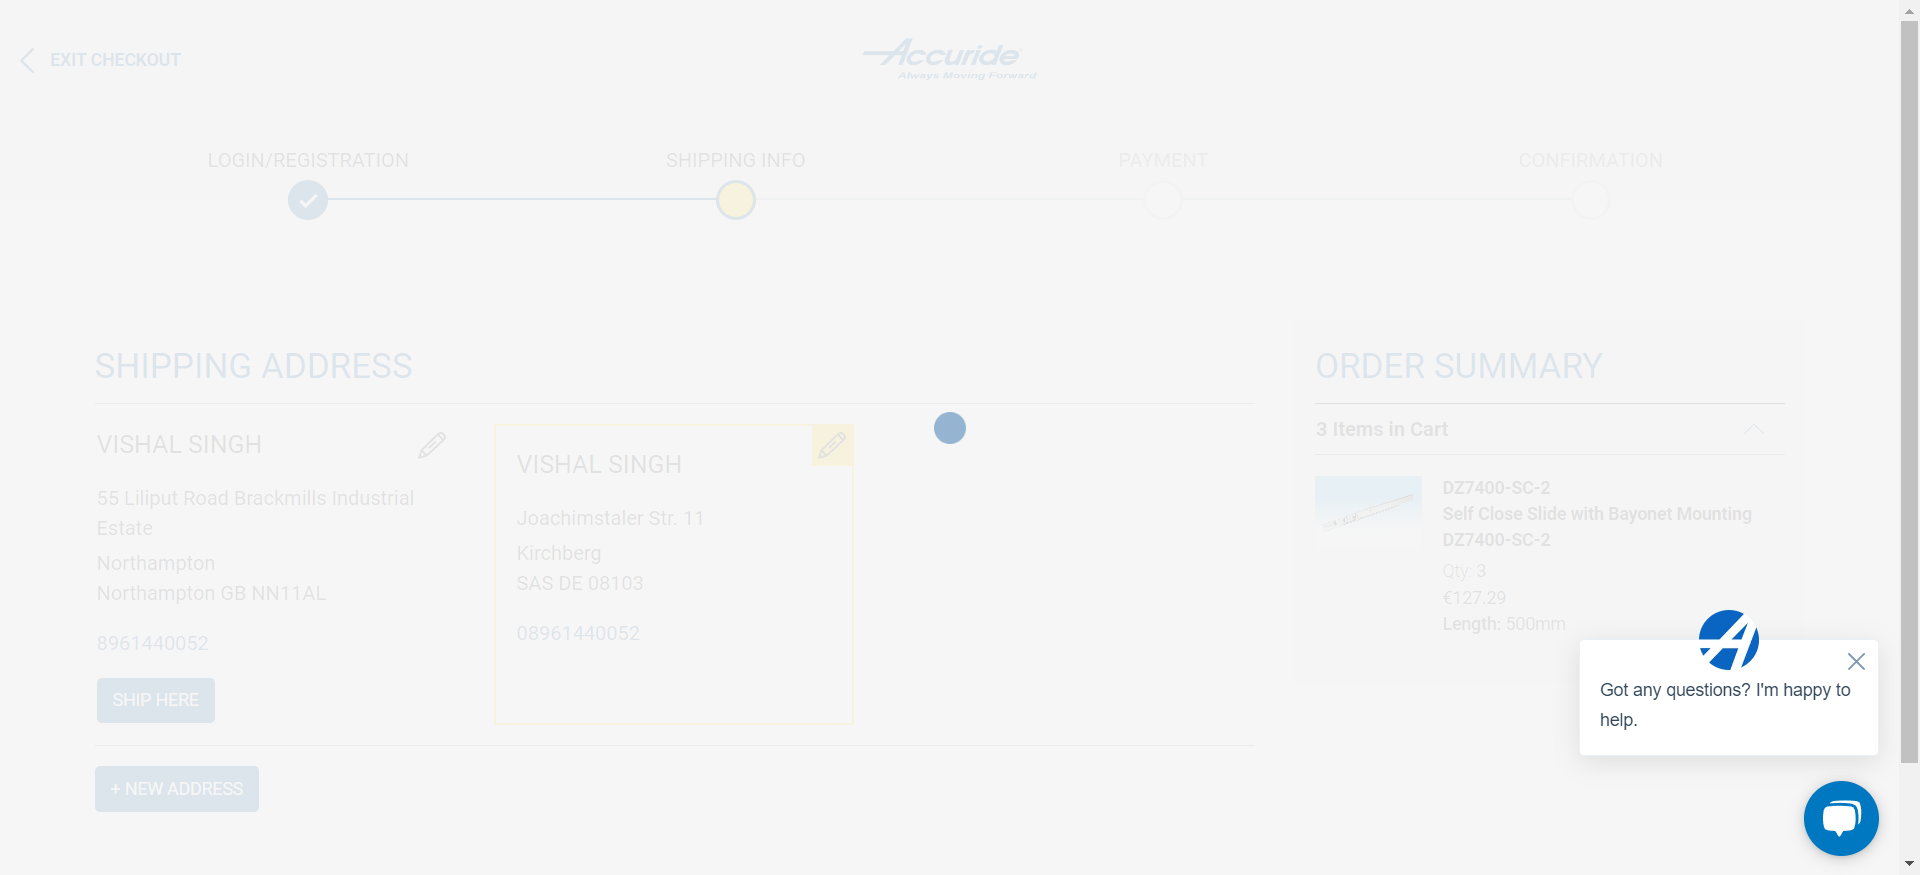 EXIT CHECKOUT
Accuride
Always Moving Forward
LOGIN/REGISTRATION
SHIPPING INFO
PAYMENT
CONFIRMATION
SHIPPING ADDRESS
VISHAL SINGH
55 Liliput Road Brackmills Industrial
Estate
Northampton
Northampton GB NN11AL
8961440052
SHIP HERE
VISHAL SINGH
Joachimstaler Str. 11
Kirchberg
SAS DE 08103
08961440052
+ NEW ADDRESS
ORDER SUMMARY
3 Items in Cart
DZ7400-SC-2
Self Close Slide with Bayonet Mounting
DZ7400-SC-2
Qty: 3
€127.29
Length: 500mm
Got any questions? I'm happy to
help.